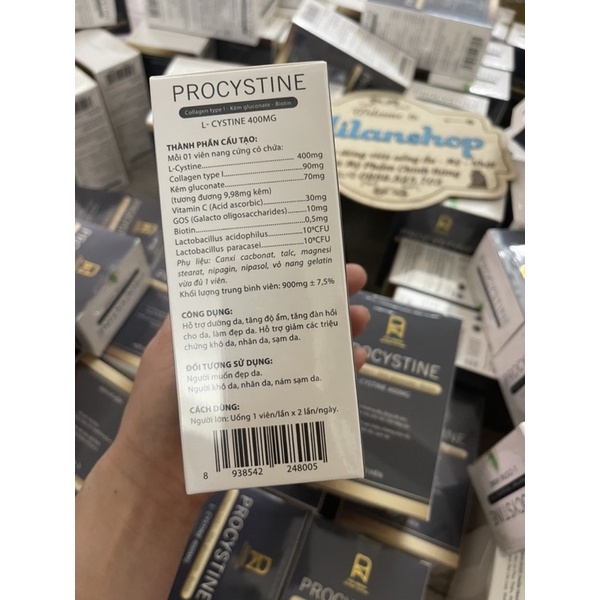 PROCYSTINE
Collagen type I - Kẽm gluconate - Biotin
L- CYSTINE 400MG
THÀNH PHẦN CẤU TẠO:
Mỗi 01 viên nang cứng có chứa:
L-Cystine....................................400mg
Collagen type I..............................90mg
Kẽm gluconate................................70mg
(tương đương 9,98mg kẽm)
Vitamin C (Acid ascorbic)....................30mg
GOS (Galacto oligosaccharides)...............10mg
Biotin.......................................0,5mg
Lactobacillus acidophilus....................10⁸CFU
Lactobacillus paracasei......................10⁸CFU
Phụ liệu: Canxi cacbonat, talc, magnesi
stearat, nipagin, nipasol, vỏ nang gelatin
vừa đủ 1 viên.
Khối lượng trung bình viên: 900mg ± 7,5%
CÔNG DỤNG:
Hỗ trợ dưỡng da, tăng độ ẩm, tăng đàn hồi
cho da, làm đẹp da. Hỗ trợ giảm các triệu
chứng khô da, nhăn da, sạm da.
ĐỐI TƯỢNG SỬ DỤNG:
Người muốn đẹp da.
Người khô da, nhăn da, nám sạm da.
CÁCH DÙNG:
Người lớn: Uống 1 viên/lần x 2 lần/ngày.
8 938542 248005
Welcome to
Milanshop
PROCYSTINE
L- CYSTINE 400MG
PROCYSTINE
PROCYSTINE
PROCYSTINE